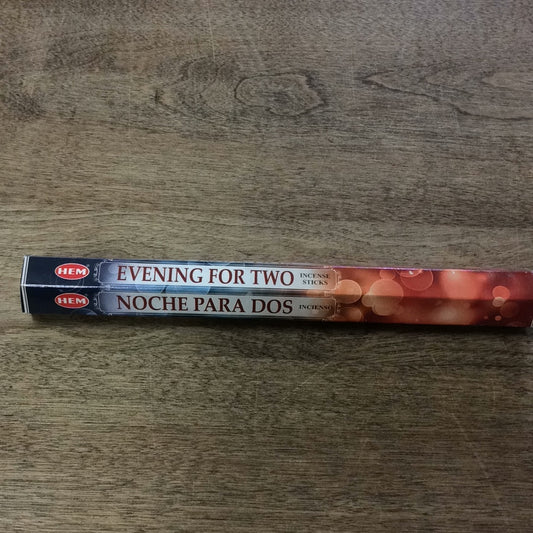 HEM EVENING FOR TWO INCENSE STICKS
HEM NOCHE PARA DOS INCIENSO